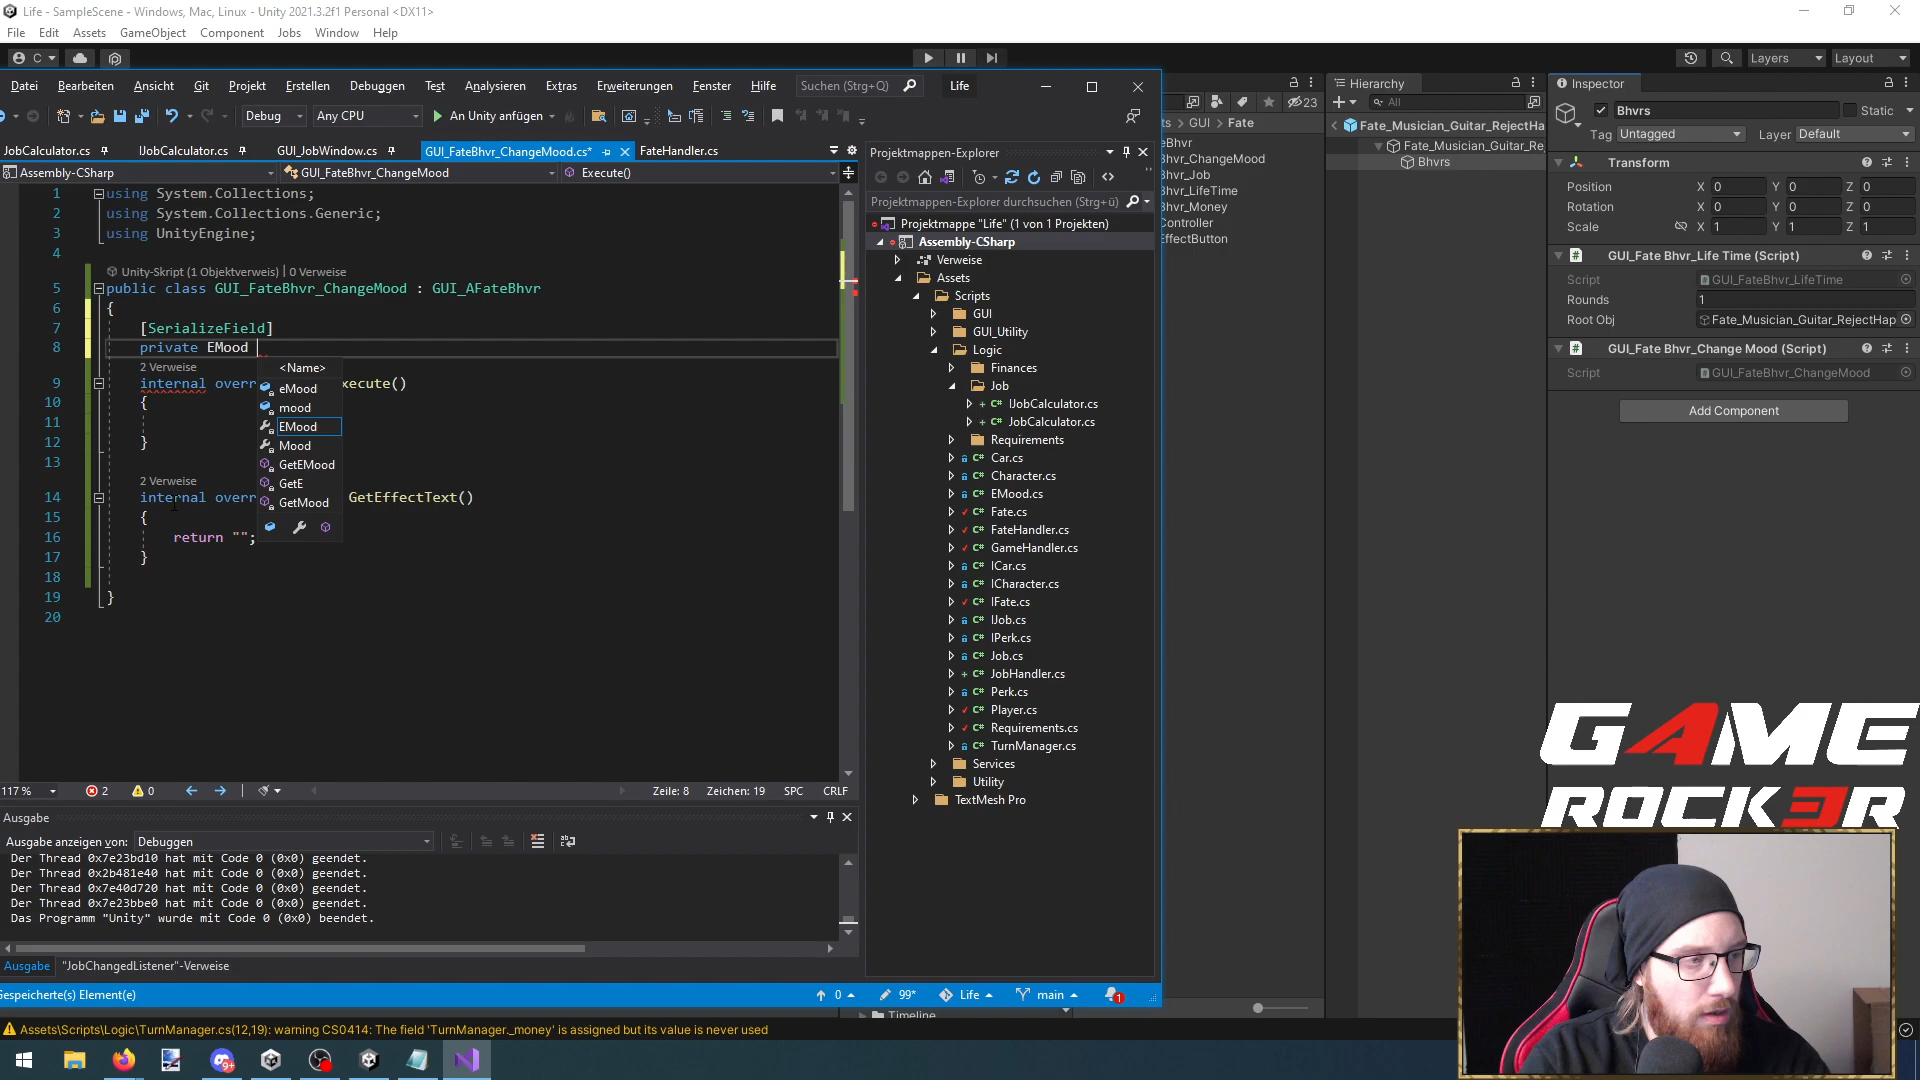 Life - SampleScene - Windows, Mac, Linux - Unity 2021.3.2f1 Personal <DX11>
File Edit Assets GameObject Component Jobs Window Help
C
Layers Layout
Datei Bearbeiten Ansicht Git Projekt Erstellen Debuggen Test Analysieren Extras Erweiterungen Fenster Hilfe Suchen (Strg+Q) Life
Debug Any CPU An Unity anfügen
JobCalculator.cs IJobCalculator.cs GUI_JobWindow.cs GUI_FateBhvr_ChangeMood.cs* FateHandler.cs
Assembly-CSharp GUI_FateBhvr_ChangeMood Execute()
1 using System.Collections;
2 using System.Collections.Generic;
3 using UnityEngine;
4
Unity-Skript (1 Objektverweis) | 0 Verweise
5 public class GUI_FateBhvr_ChangeMood : GUI_AFateBhvr
6 {
7 [SerializeField]
8 private EMood
2 Verweise
9 internal overr xecute()
10 {
11
12 }
13
2 Verweise
14 internal overr GetEffectText()
15 {
16 return "";
17 }
18
19 }
20
<Name>
eMood
mood
EMood
Mood
GetEMood
GetE
GetMood
117 % 2 0 Zeile: 8 Zeichen: 19 SPC CRLF
Ausgabe
Ausgabe anzeigen von: Debuggen
Der Thread 0x7e23bd10 hat mit Code 0 (0x0) geendet.
Der Thread 0x2b481e40 hat mit Code 0 (0x0) geendet.
Der Thread 0x7e40d720 hat mit Code 0 (0x0) geendet.
Der Thread 0x7e23bbe0 hat mit Code 0 (0x0) geendet.
Das Programm "Unity" wurde mit Code 0 (0x0) beendet.
Ausgabe "JobChangedListener"-Verweise
Gespeicherte(s) Element(e) 0 99* Life main 1
Projektmappen-Explorer
Projektmappen-Explorer durchsuchen (Strg+ü)
Projektmappe "Life" (1 von 1 Projekten)
Assembly-CSharp
Verweise
Assets
Scripts
GUI
GUI_Utility
Logic
Finances
Job
IJobCalculator.cs
JobCalculator.cs
Requirements
Car.cs
Character.cs
EMood.cs
Fate.cs
FateHandler.cs
GameHandler.cs
ICar.cs
ICharacter.cs
IFate.cs
IJob.cs
IPerk.cs
Job.cs
JobHandler.cs
Perk.cs
Player.cs
Requirements.cs
TurnManager.cs
Services
Utility
TextMesh Pro
23
ts > GUI > Fate
eBhvr
Bhvr_ChangeMood
Bhvr_Job
Bhvr_LifeTime
Bhvr_Money
Controller
EffectButton
Timeline
Hierarchy
All
Fate_Musician_Guitar_RejectHa
Fate_Musician_Guitar_Re
Bhvrs
Inspector
Bhvrs Static
Tag Untagged Layer Default
Transform
Position X 0 Y 0 Z 0
Rotation X 0 Y 0 Z 0
Scale X 1 Y 1 Z 1
GUI_Fate Bhvr_Life Time (Script)
Script GUI_FateBhvr_LifeTime
Rounds 1
Root Obj Fate_Musician_Guitar_RejectHap
GUI_Fate Bhvr_Change Mood (Script)
Script GUI_FateBhvr_ChangeMood
Add Component
GAME
ROCK3R
Assets\Scripts\Logic\TurnManager.cs(12,19): warning CS0414: The field 'TurnManager._money' is assigned but its value is never used
9+